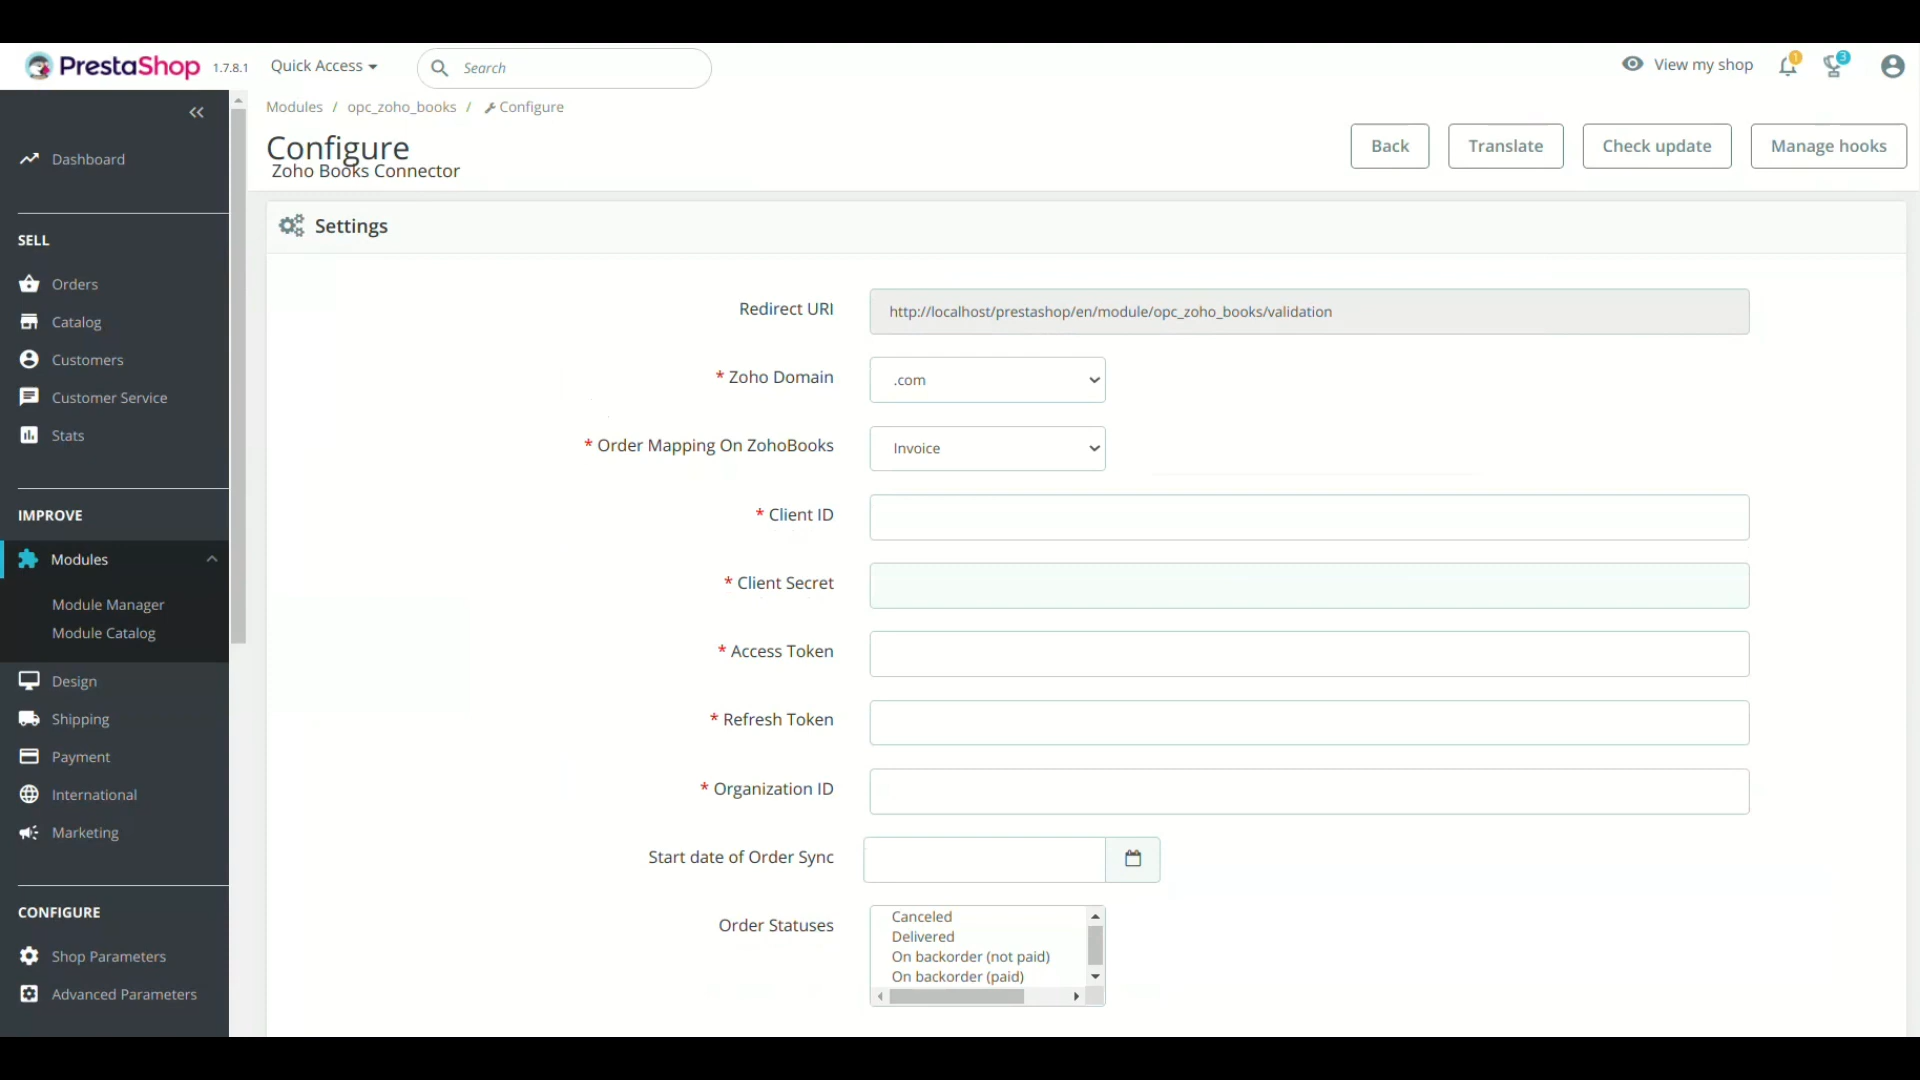 PrestaShop 1.7.8.1 Quick Access Search View my shop 1 3
Modules / opc_zoho_books / Configure
Configure
Zoho Books Connector
Back Translate Check update Manage hooks
Dashboard
SELL
Orders
Catalog
Customers
Customer Service
Stats
IMPROVE
Modules
Module Manager
Module Catalog
Design
Shipping
Payment
International
Marketing
CONFIGURE
Shop Parameters
Advanced Parameters
Settings
Redirect URI http://localhost/prestashop/en/module/opc_zoho_books/validation
* Zoho Domain .com
* Order Mapping On ZohoBooks Invoice
* Client ID
* Client Secret
* Access Token
* Refresh Token
* Organization ID
Start date of Order Sync
Order Statuses Canceled
Delivered
On backorder (not paid)
On backorder (paid)